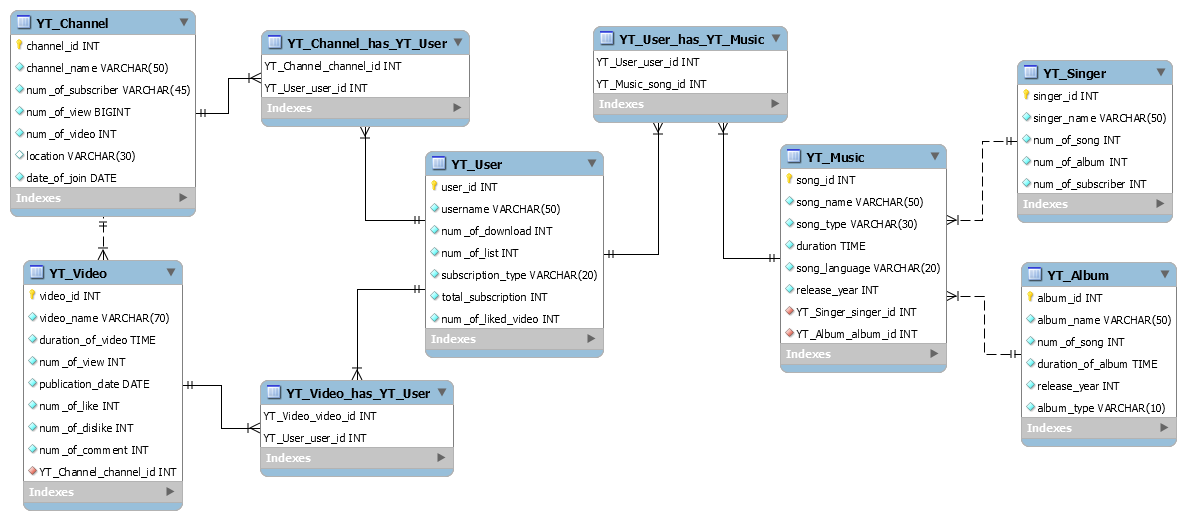 YT_Channel
channel_id INT
channel_name VARCHAR(50)
num_of_subscriber VARCHAR(45)
num_of_view BIGINT
num_of_video INT
location VARCHAR(30)
date_of_join DATE
Indexes
YT_Channel_has_YT_User
YT_Channel_channel_id INT
YT_User_user_id INT
Indexes
YT_User_has_YT_Music
YT_User_user_id INT
YT_Music_song_id INT
Indexes
YT_Singer
singer_id INT
singer_name VARCHAR(50)
num_of_song INT
num_of_album INT
num_of_subscriber INT
Indexes
YT_User
user_id INT
username VARCHAR(50)
num_of_download INT
num_of_list INT
subscription_type VARCHAR(20)
total_subscription INT
num_of_liked_video INT
Indexes
YT_Music
song_id INT
song_name VARCHAR(50)
song_type VARCHAR(30)
duration TIME
song_language VARCHAR(20)
release_year INT
YT_Singer_singer_id INT
YT_Album_album_id INT
Indexes
YT_Video
video_id INT
video_name VARCHAR(70)
duration_of_video TIME
num_of_view INT
publication_date DATE
num_of_like INT
num_of_dislike INT
num_of_comment INT
YT_Channel_channel_id INT
Indexes
YT_Video_has_YT_User
YT_Video_video_id INT
YT_User_user_id INT
Indexes
YT_Album
album_id INT
album_name VARCHAR(50)
num_of_song INT
duration_of_album TIME
release_year INT
album_type VARCHAR(10)
Indexes